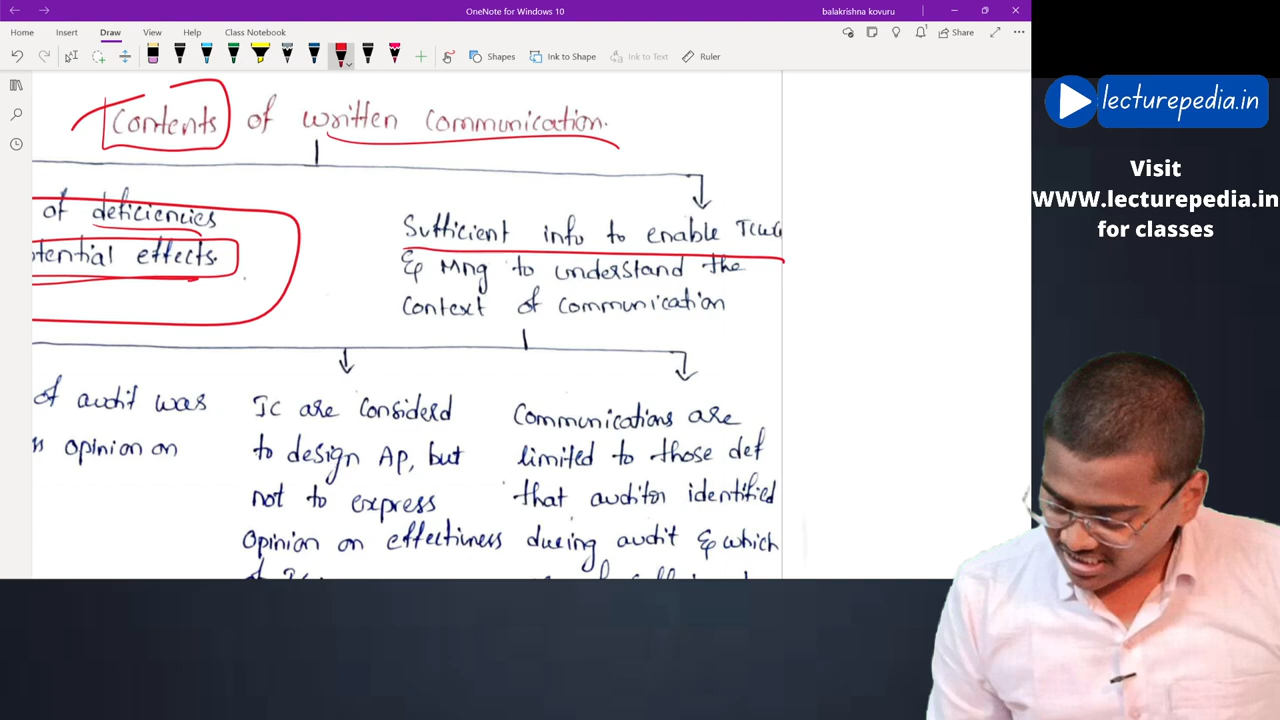 OneNote for Windows 10
balakrishna kovuru
Home Insert Draw View Help Class Notebook
Share
Shapes Ink to Shape Ink to Text Ruler
Contents of written Communication.
of deficiencies
tential effects.
Sufficient info to enable TCWG
& Mng to understand the
Context of communication
of audit was
opinion on
IC are Considerd
to design AP, but
not to express
Opinion on effectivness
of IC
Communications are
limited to those def
that auditor identified
during audit & which
lecturepedia.in
Visit
WWW.lecturepedia.in
for classes